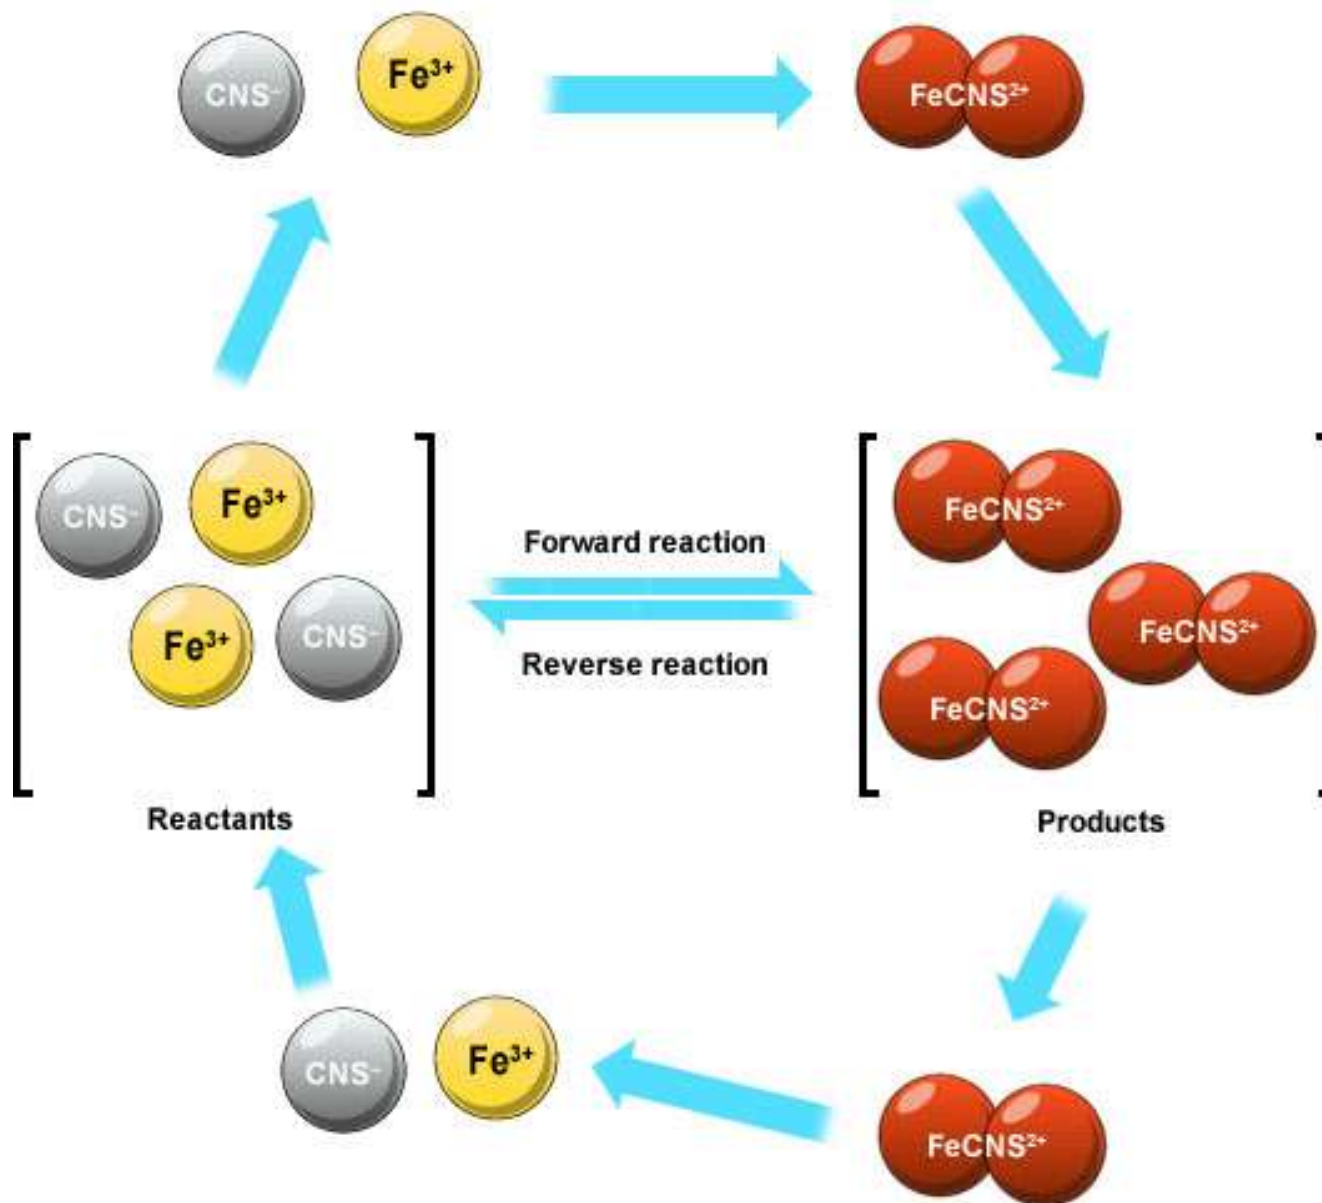 CNS⁻
Fe³⁺
FeCNS²⁺
CNS⁻
Fe³⁺
Fe³⁺
CNS⁻
Forward reaction
Reverse reaction
FeCNS²⁺
FeCNS²⁺
FeCNS²⁺
Reactants
Products
CNS⁻
Fe³⁺
FeCNS²⁺